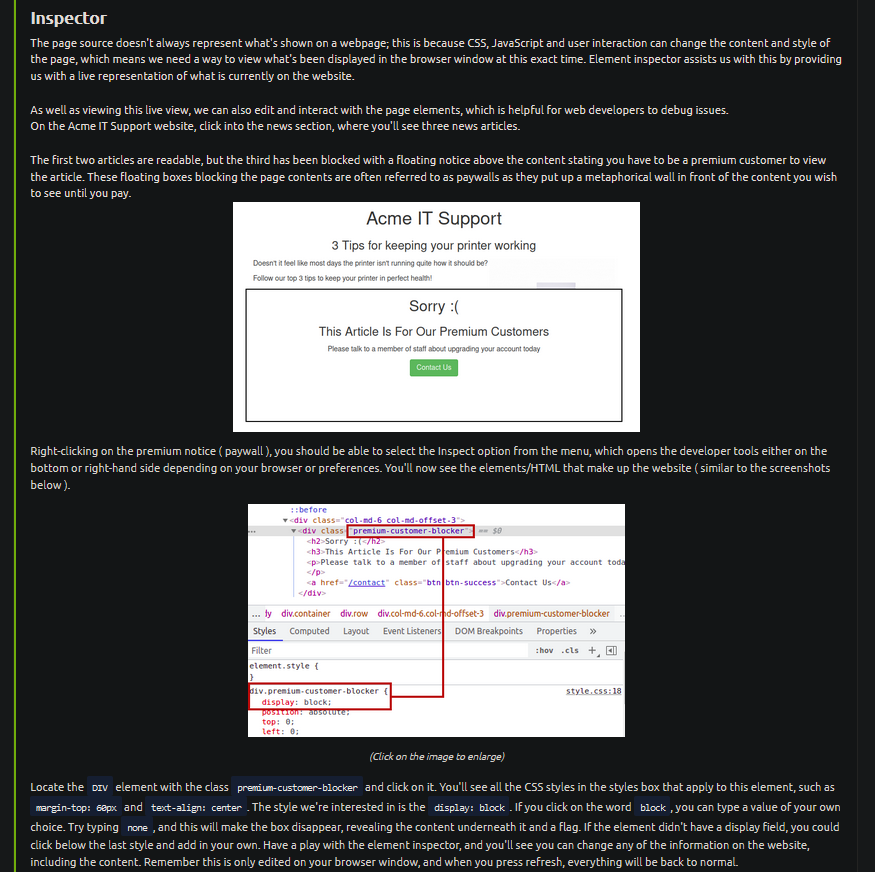 Inspector
The page source doesn't always represent what's shown on a webpage; this is because CSS, JavaScript and user interaction can change the content and style of
the page, which means we need a way to view what's been displayed in the browser window at this exact time. Element inspector assists us with this by providing
us with a live representation of what is currently on the website.
As well as viewing this live view, we can also edit and interact with the page elements, which is helpful for web developers to debug issues.
On the Acme IT Support website, click into the news section, where you'll see three news articles.
The first two articles are readable, but the third has been blocked with a floating notice above the content stating you have to be a premium customer to view
the article. These floating boxes blocking the page contents are often referred to as paywalls as they put up a metaphorical wall in front of the content you wish
to see until you pay.
Acme IT Support
3 Tips for keeping your printer working
Doesn't it feel like most days the printer isn't running quite how it should be?
Follow our top 3 tips to keep your printer in perfect health!
Sorry :(
This Article Is For Our Premium Customers
Please talk to a member of staff about upgrading your account today
Contact Us
Right-clicking on the premium notice ( paywall ), you should be able to select the Inspect option from the menu, which opens the developer tools either on the
bottom or right-hand side depending on your browser or preferences. You'll now see the elements/HTML that make up the website ( similar to the screenshots
below ).
::before
▼<div class="col-md-6 col-md-offset-3">
… ▼<div class="premium-customer-blocker"> == $0
<h2>Sorry :(</h2>
<h3>This Article Is For Our Premium Customers</h3>
<p>Please talk to a member of staff about upgrading your account toda
</p>
<a href="/contact" class="btn btn-success">Contact Us</a>
</div>
… ly div.container div.row div.col-md-6.col-md-offset-3 div.premium-customer-blocker …
Styles Computed Layout Event Listeners DOM Breakpoints Properties »
Filter :hov .cls +
element.style {
}
div.premium-customer-blocker { style.css:18
display: block;
position: absolute;
top: 0;
left: 0;
(Click on the image to enlarge)
Locate the DIV element with the class premium-customer-blocker and click on it. You'll see all the CSS styles in the styles box that apply to this element, such as
margin-top: 60px and text-align: center . The style we're interested in is the display: block . If you click on the word block , you can type a value of your own
choice. Try typing none , and this will make the box disappear, revealing the content underneath it and a flag. If the element didn't have a display field, you could
click below the last style and add in your own. Have a play with the element inspector, and you'll see you can change any of the information on the website,
including the content. Remember this is only edited on your browser window, and when you press refresh, everything will be back to normal.